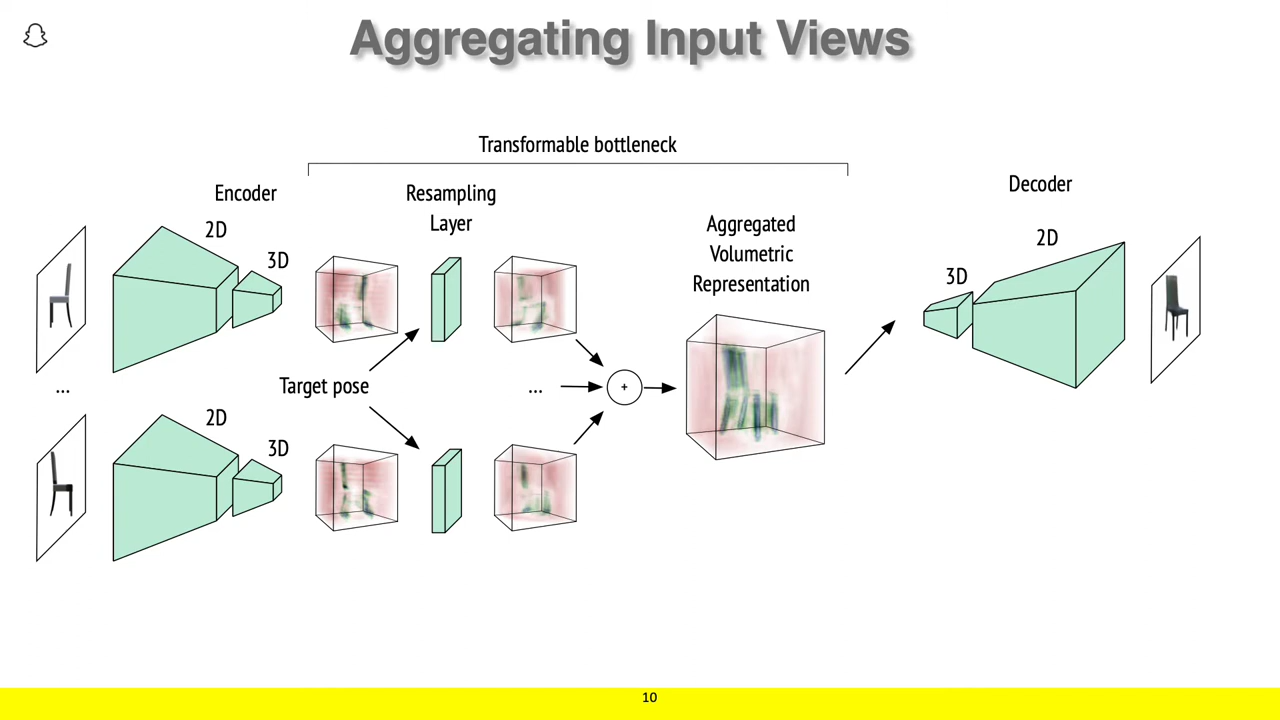 Aggregating Input Views
Transformable bottleneck
Encoder
Resampling
Layer
Decoder
2D
3D
Aggregated
Volumetric
Representation
2D
3D
...
Target pose
...
+
2D
3D
10